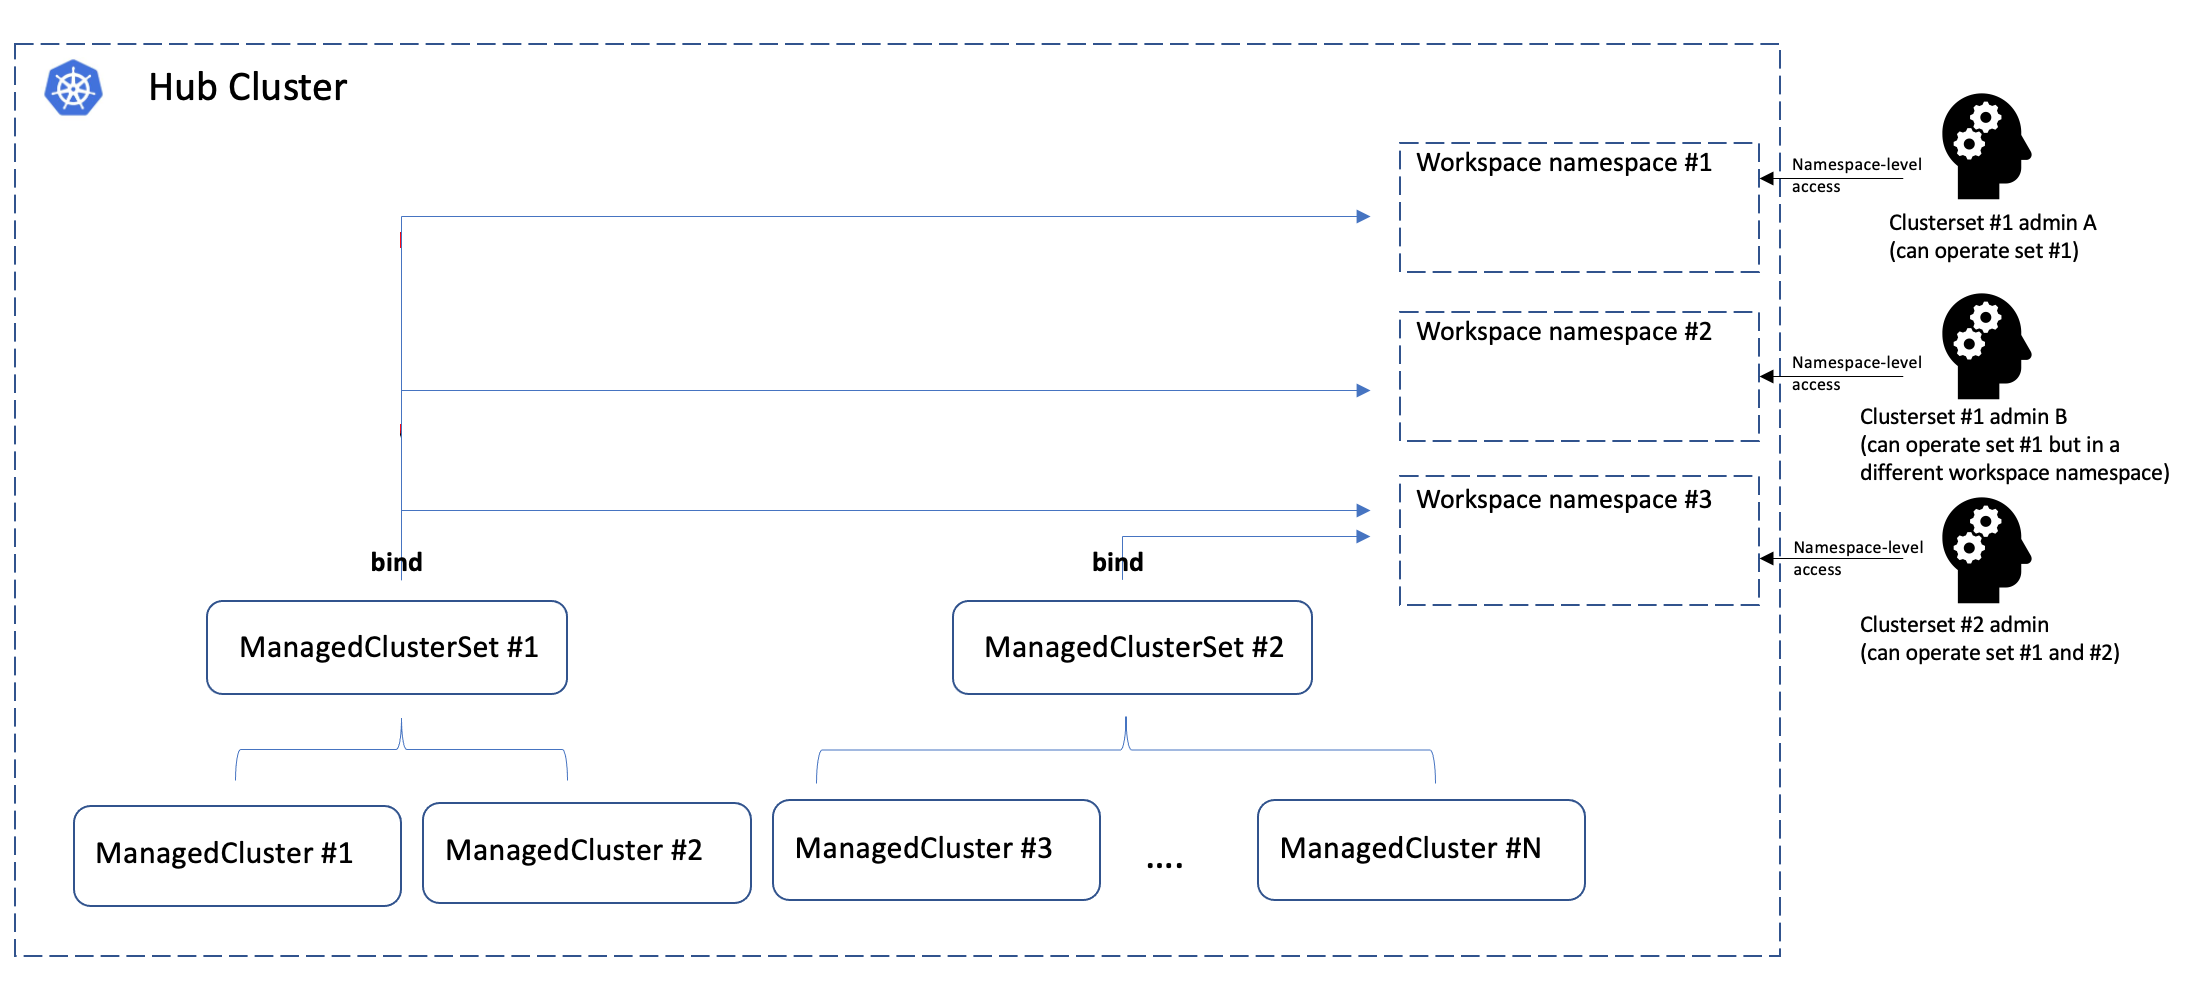 Hub Cluster
Workspace namespace #1
Namespace-level
access
Clusterset #1 admin A
(can operate set #1)
Workspace namespace #2
Namespace-level
access
Clusterset #1 admin B
(can operate set #1 but in a
different workspace namespace)
Workspace namespace #3
Namespace-level
access
Clusterset #2 admin
(can operate set #1 and #2)
bind
bind
ManagedClusterSet #1
ManagedClusterSet #2
ManagedCluster #1
ManagedCluster #2
ManagedCluster #3
....
ManagedCluster #N